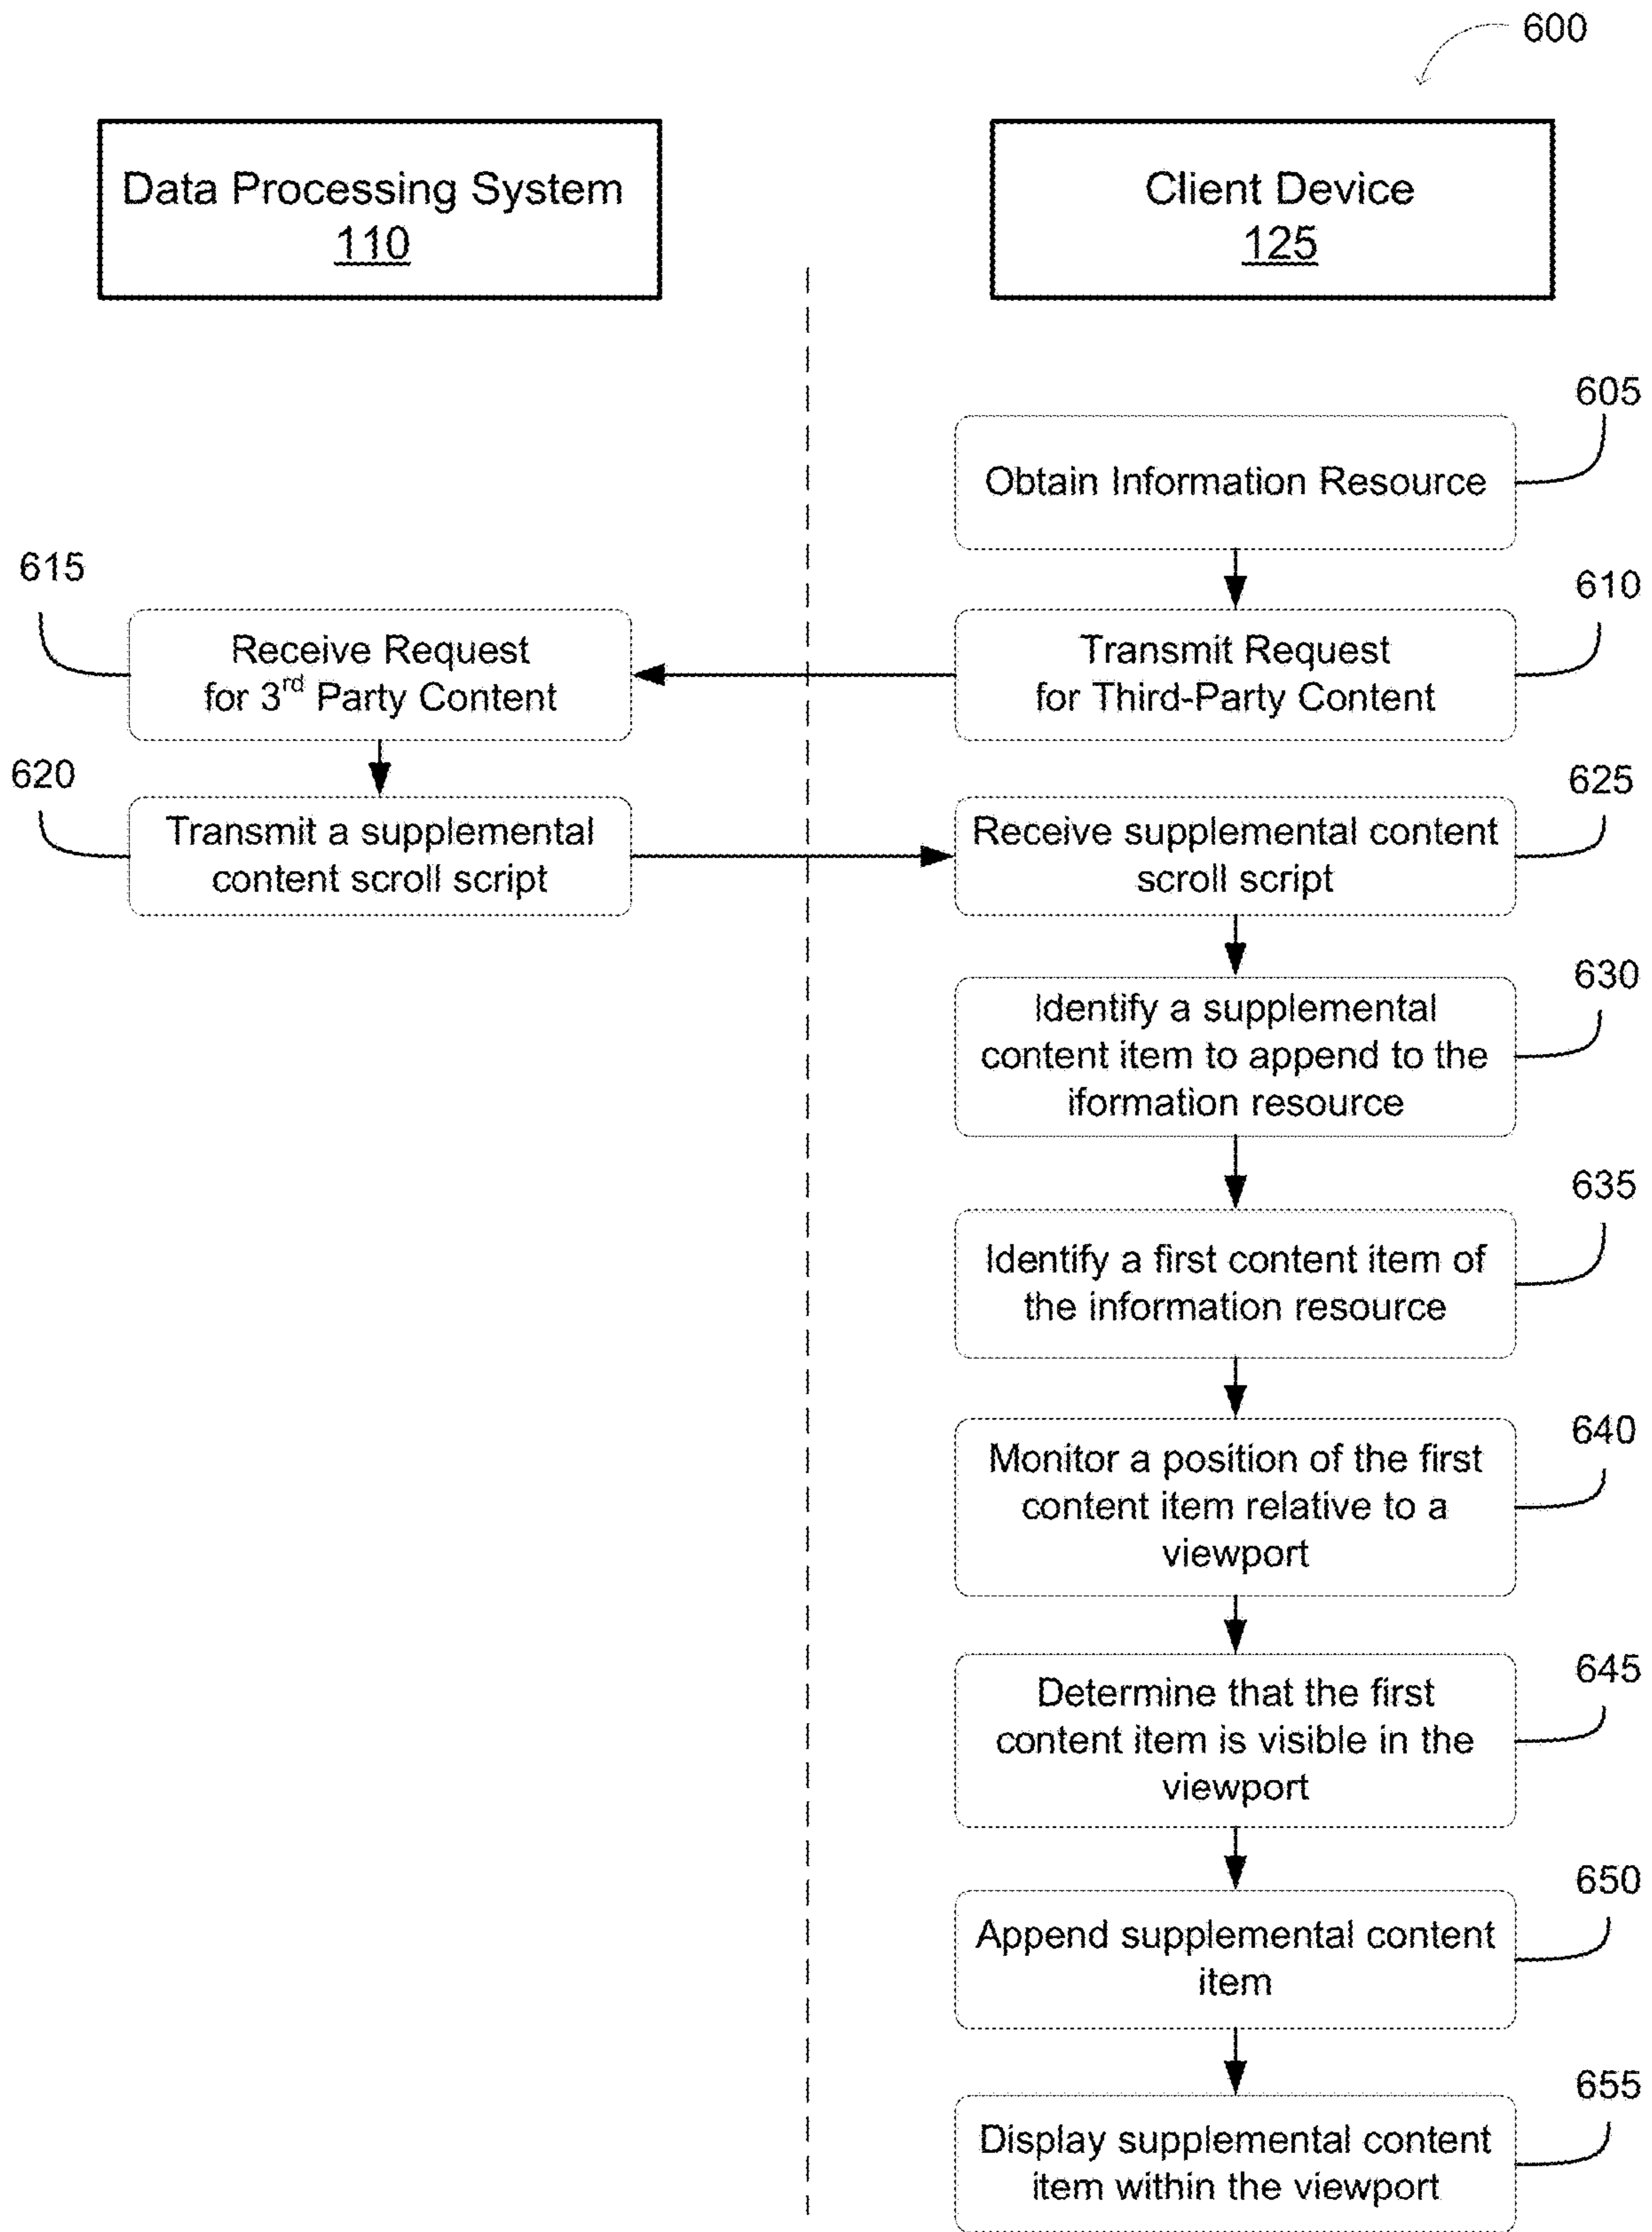 600
Data Processing System
110
Client Device
125
605
Obtain Information Resource
615
610
Receive Request
for 3rd Party Content
Transmit Request
for Third-Party Content
620
625
Transmit a supplemental
content scroll script
Receive supplemental content
scroll script
630
Identify a supplemental
content item to append to the
iformation resource
635
Identify a first content item of
the information resource
640
Monitor a position of the first
content item relative to a
viewport
645
Determine that the first
content item is visible in the
viewport
650
Append supplemental content
item
655
Display supplemental content
item within the viewport